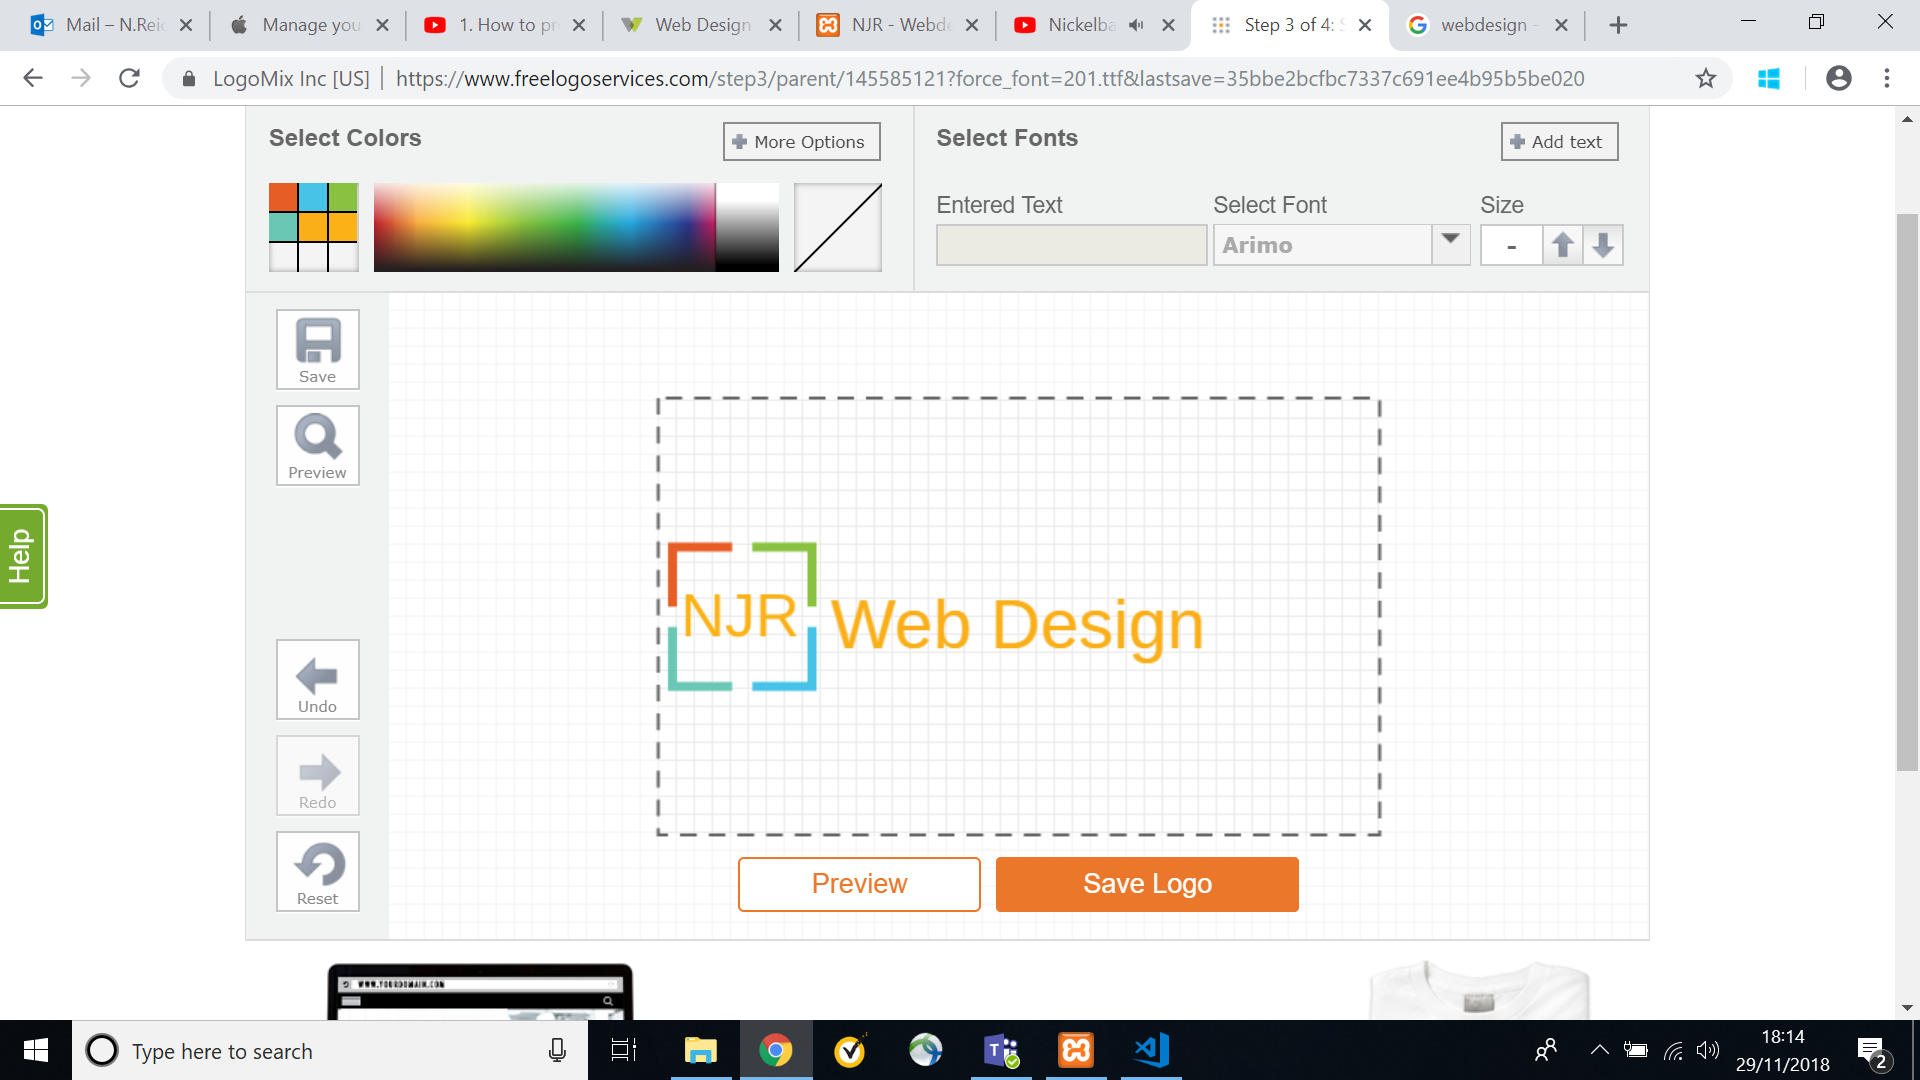 Mail – N.Reid
Manage you
1. How to pr
Web Design
NJR - Webde
Nickelba
Step 3 of 4: S
webdesign -
LogoMix Inc [US] | https://www.freelogoservices.com/step3/parent/145585121?force_font=201.ttf&lastsave=35bbe2bcfbc7337c691ee4b95b5be020
Select Colors
More Options
Select Fonts
Add text
Entered Text
Select Font
Size
Arimo
-
Save
Preview
Help
NJR
Web Design
Undo
Redo
Reset
Preview
Save Logo
WWW.YOURDOMAIN.COM
Type here to search
18:14
29/11/2018
2